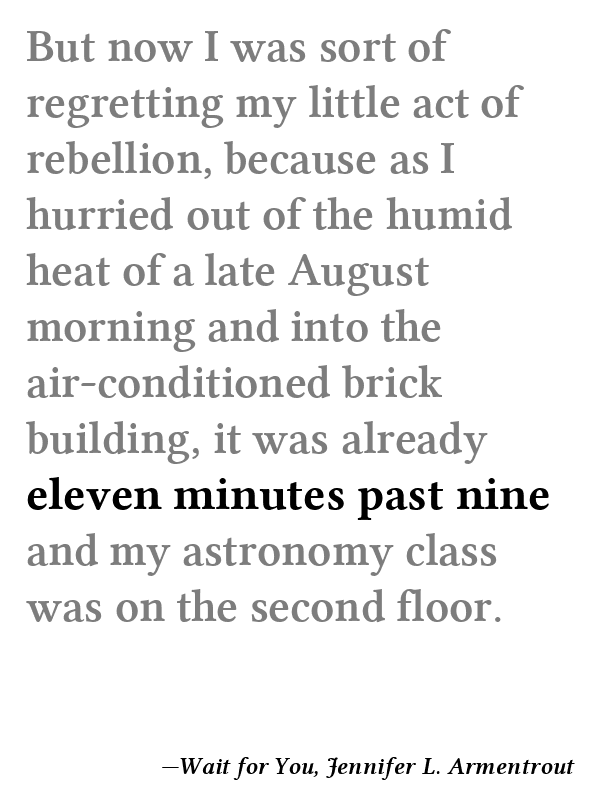 But now I was sort of
regretting my little act of
rebellion, because as I
hurried out of the humid
heat of a late August
morning and into the
air-conditioned brick
building, it was already
eleven minutes past nine
and my astronomy class
was on the second floor.
—Wait for You, Jennifer L. Armentrout